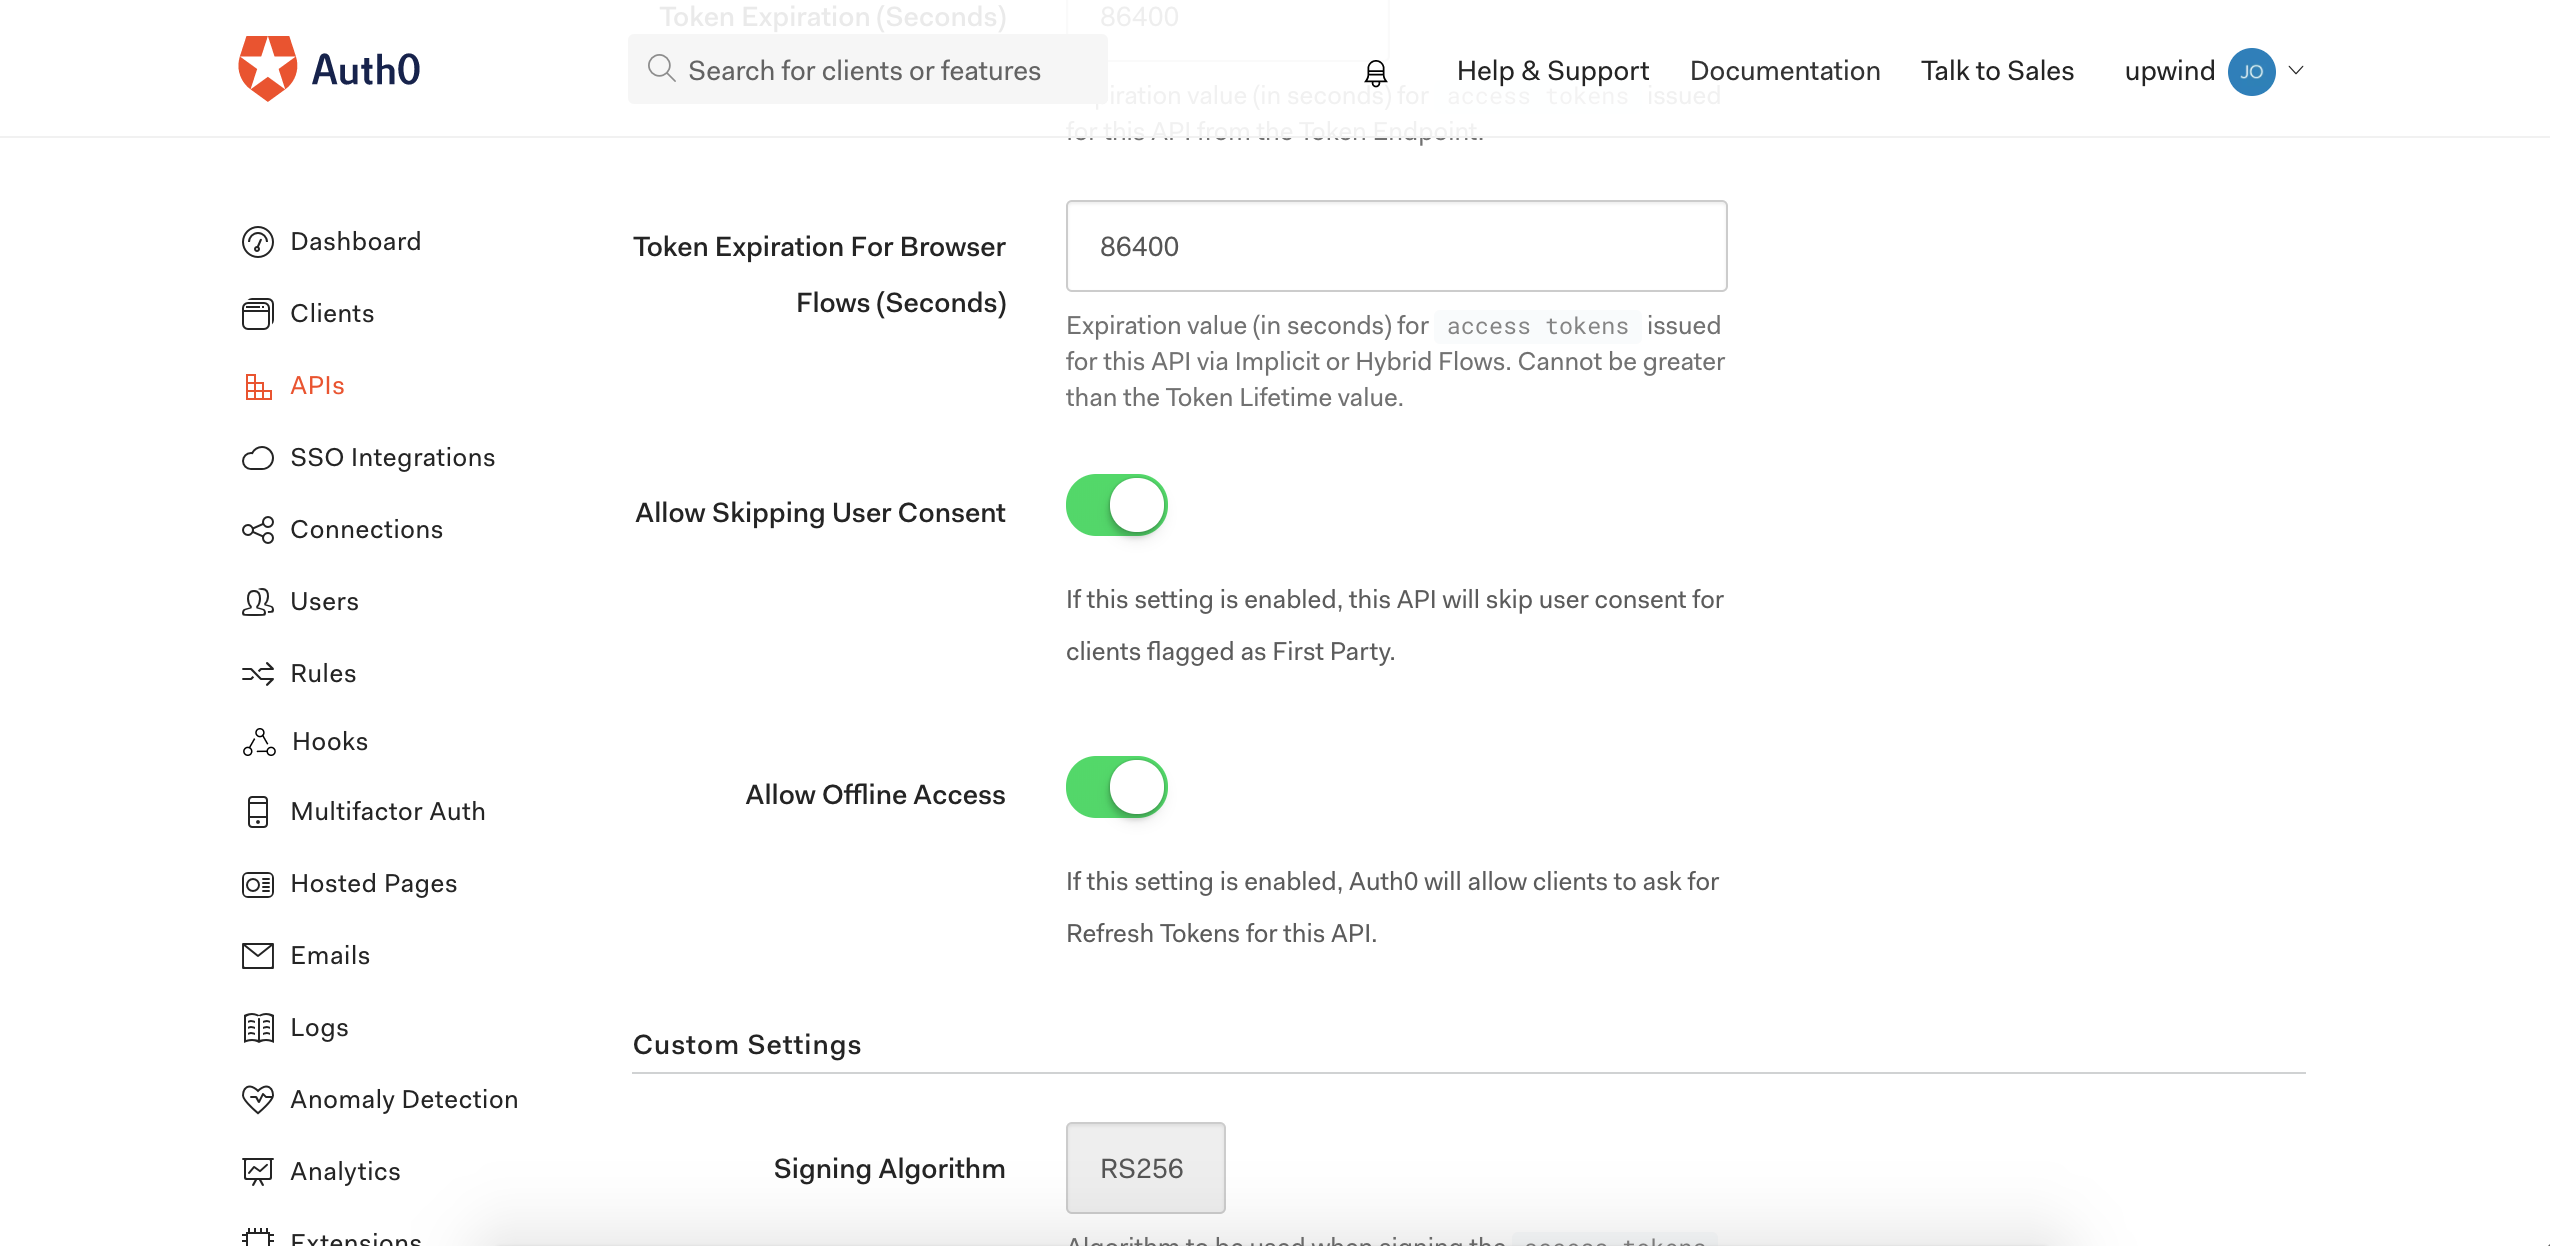 Token Expiration (Seconds)
86400
Auth0
Search for clients or features
Help & Support
Documentation
Talk to Sales
upwind
JO
expiration value (in seconds) for access tokens issued
for this API from the Token Endpoint.
Dashboard
Clients
APIs
SSO Integrations
Connections
Users
Rules
Hooks
Multifactor Auth
Hosted Pages
Emails
Logs
Anomaly Detection
Analytics
Extensions
Token Expiration For Browser
Flows (Seconds)
86400
Expiration value (in seconds) for access tokens issued
for this API via Implicit or Hybrid Flows. Cannot be greater
than the Token Lifetime value.
Allow Skipping User Consent
If this setting is enabled, this API will skip user consent for
clients flagged as First Party.
Allow Offline Access
If this setting is enabled, Auth0 will allow clients to ask for
Refresh Tokens for this API.
Custom Settings
Signing Algorithm
RS256
Algorithm to be used when signing the access tokens